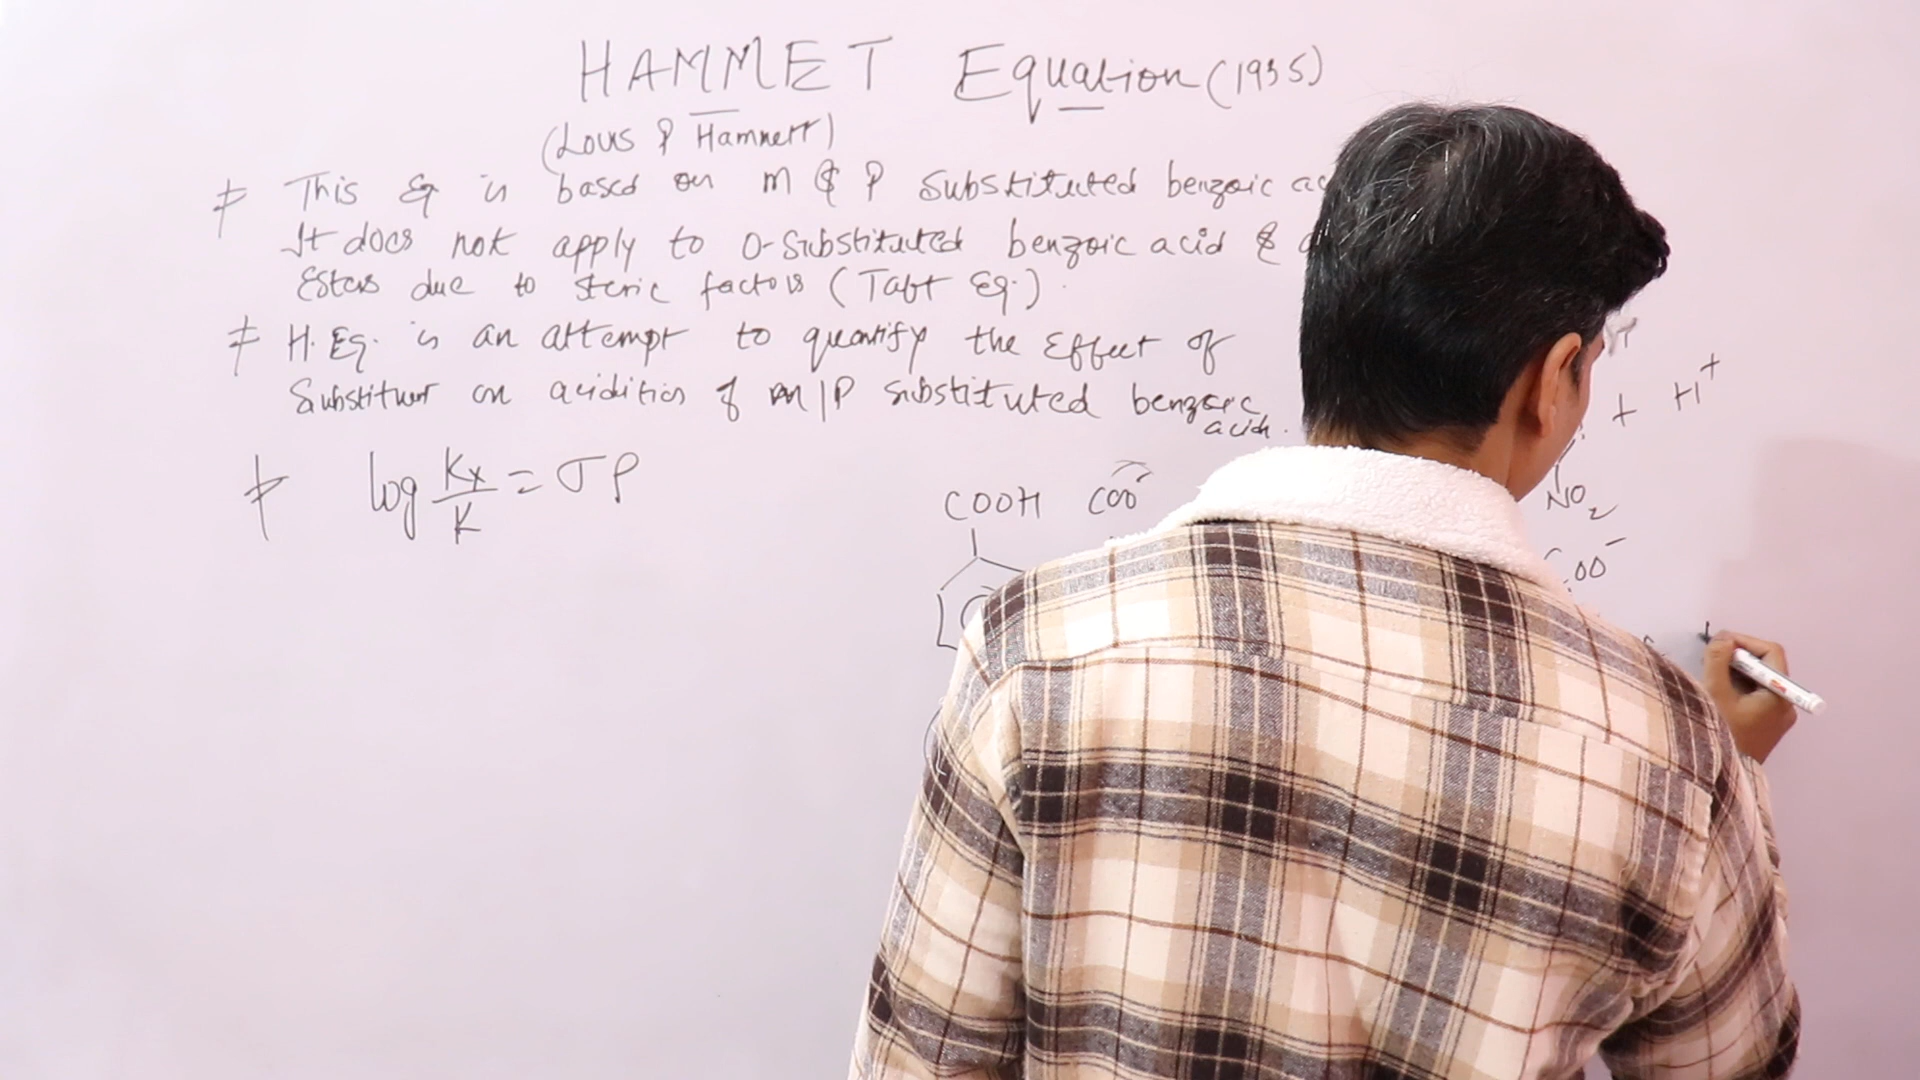 HAMMET Equation (1935)
(Lous P Hammett)
This Eq is based on m & P substituted benzoic
It does not apply to o-substituted benzoic acid &
Esters due to steric factors (Taft Eq.)
H. Eq. is an attempt to quantify the Effect of
Substituent on acidities of m/P substituted benzoic
acid.
log Kx/K = σρ
+ H+
NO2
COOH COO-
COO-